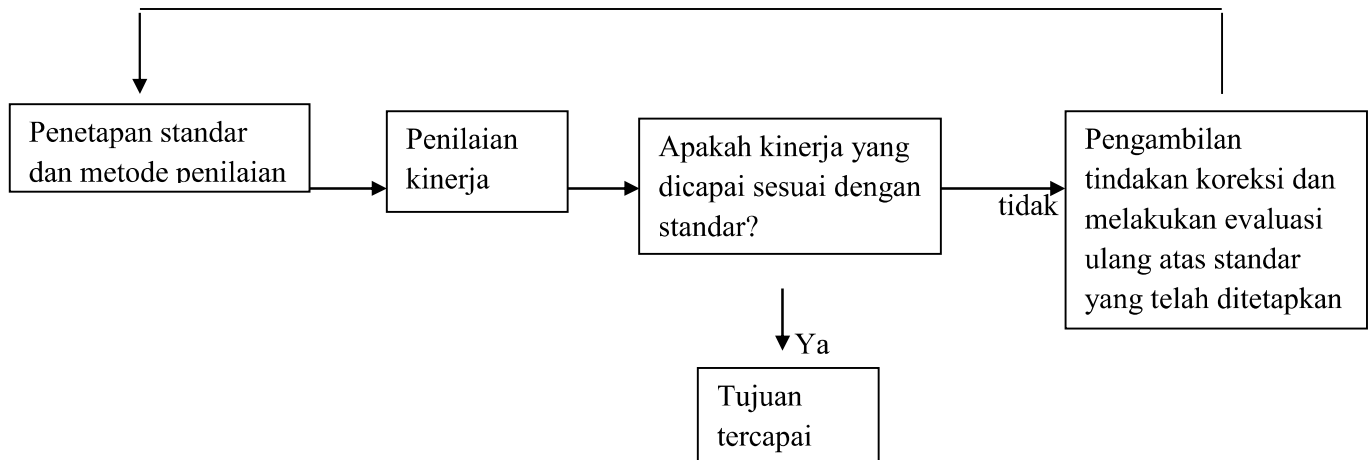 Penetapan standar
dan metode penilaian
Penilaian
kinerja
Apakah kinerja yang
dicapai sesuai dengan
standar?
tidak
Pengambilan
tindakan koreksi dan
melakukan evaluasi
ulang atas standar
yang telah ditetapkan
Ya
Tujuan
tercapai